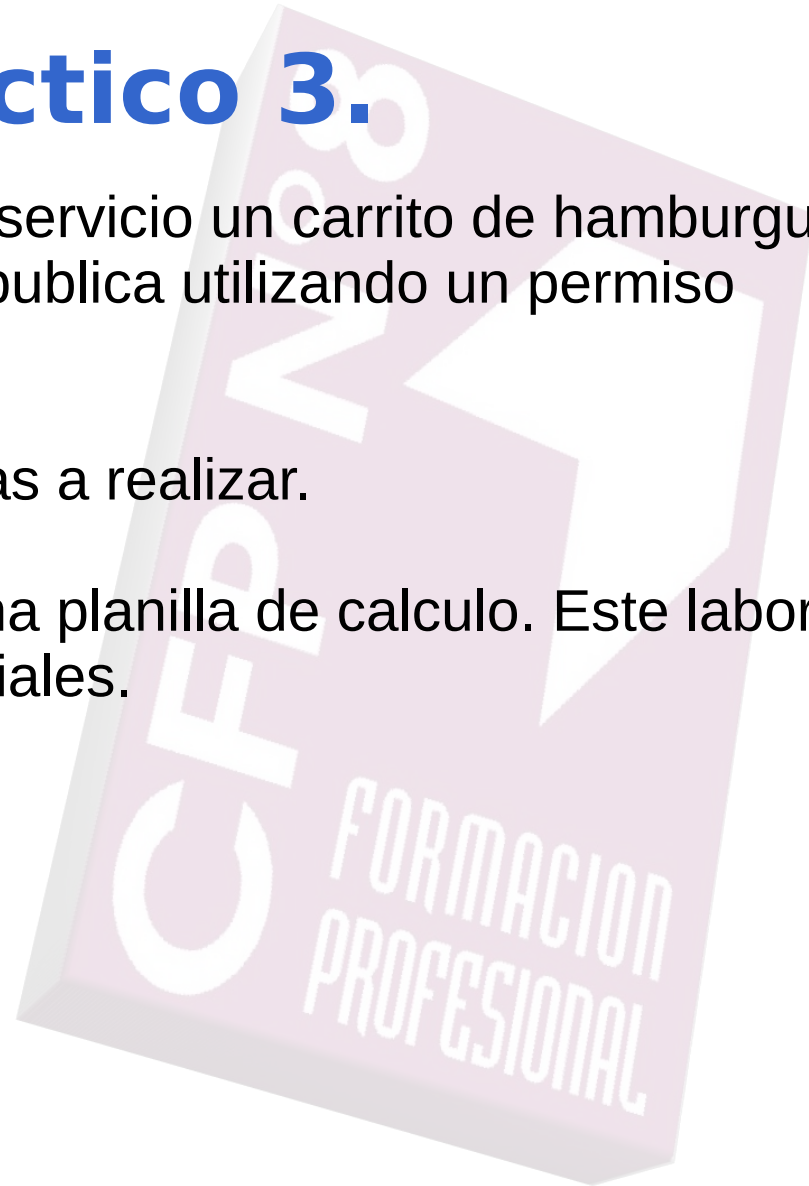 ctico 3.
servicio un carrito de hamburgu
publica utilizando un permiso
as a realizar.
na planilla de calculo. Este labor
iales.
CFP Nº8
FORMACION
PROFESIONAL